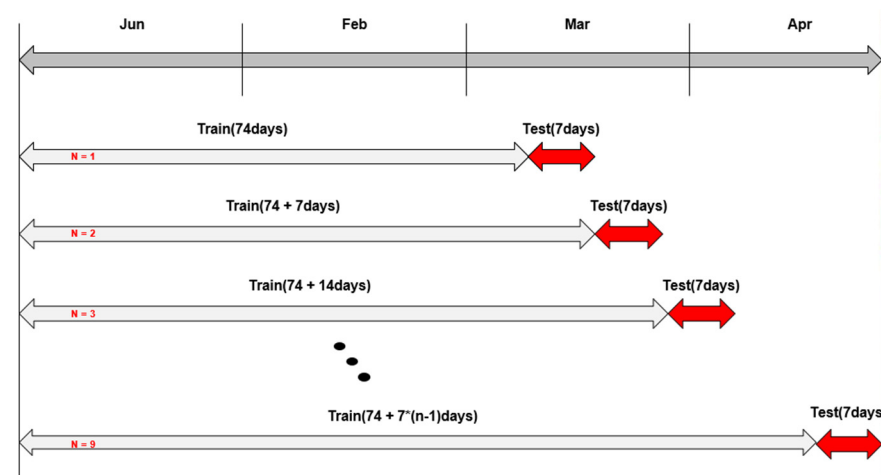 Jun Feb Mar Apr
Train(74days) Test(7days)
N = 1
Train(74 + 7days) Test(7days)
N = 2
Train(74 + 14days) Test(7days)
N = 3
Train(74 + 7*(n-1)days) Test(7days
N = 9